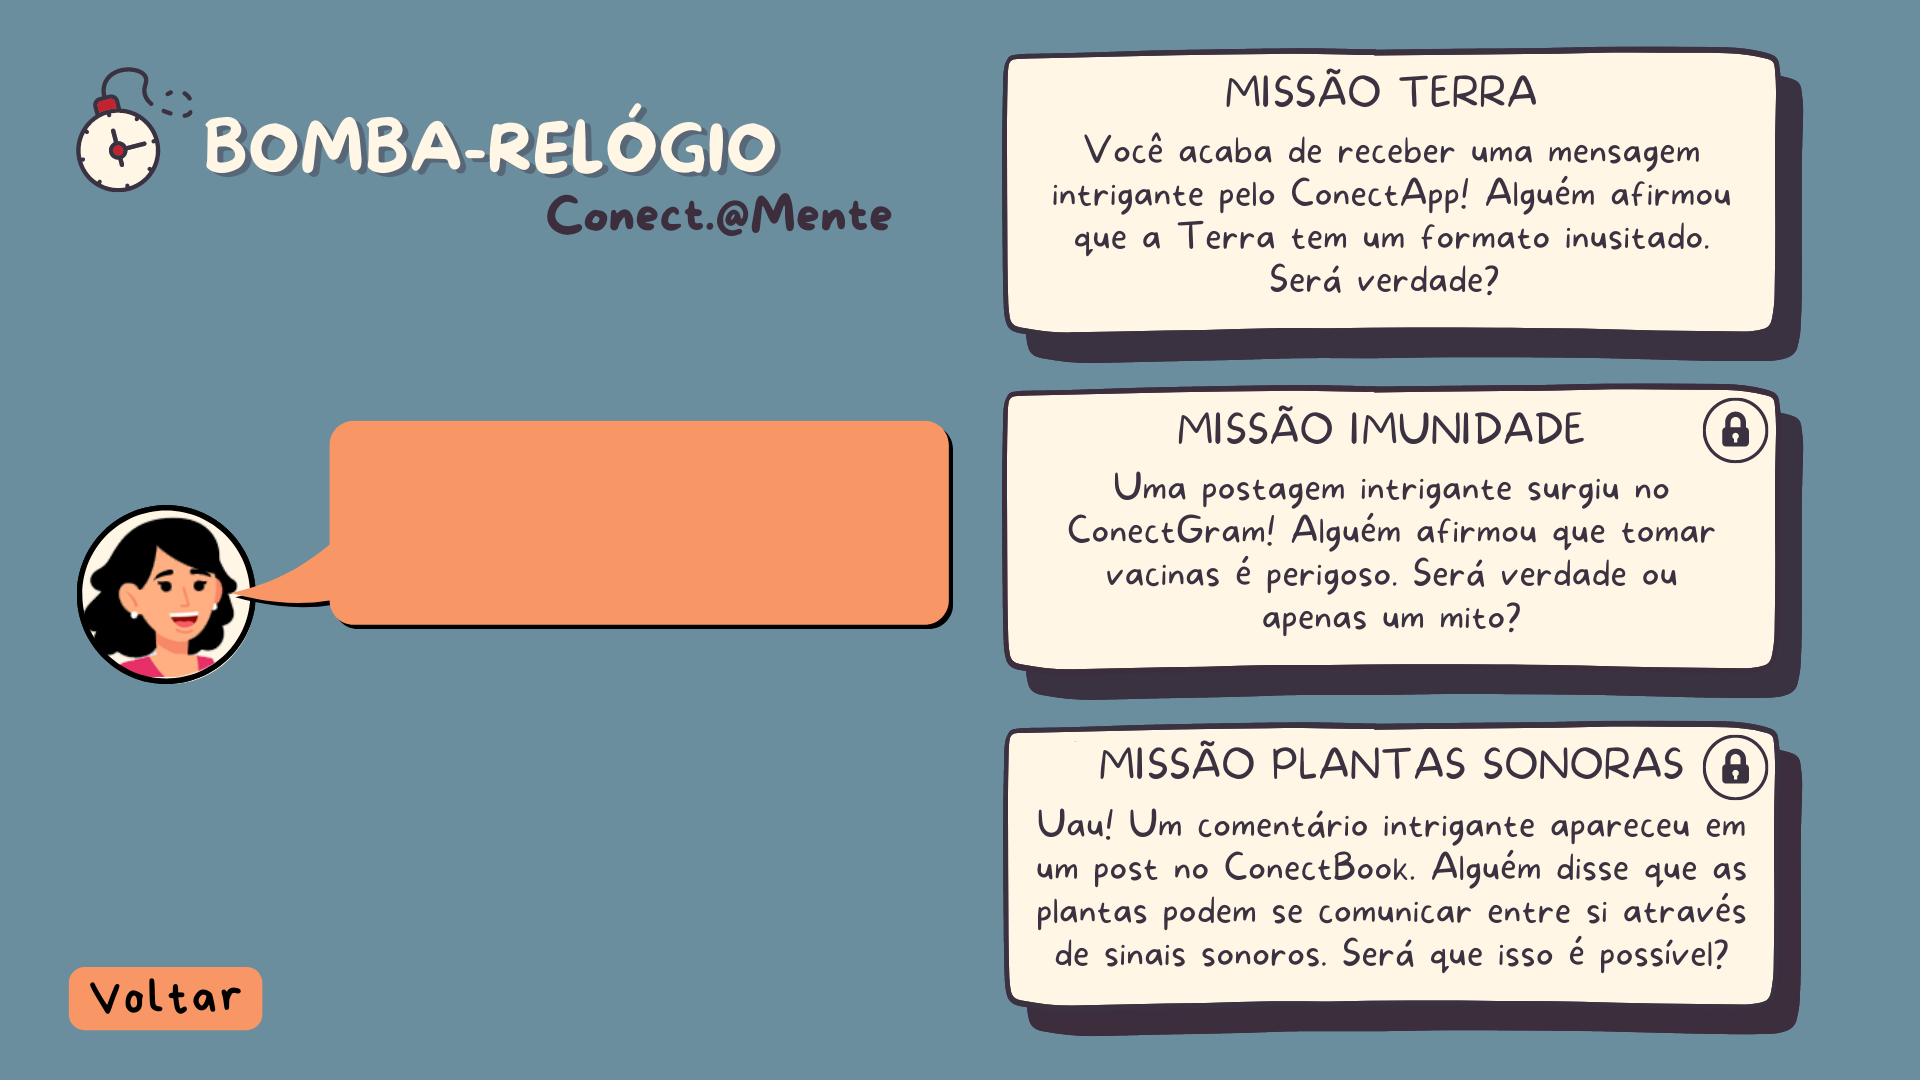 BOMBA-RELÓGIO
Conect.@Mente
MISSÃO TERRA
Você acaba de receber uma mensagem
intrigante pelo ConectApp! Alguém afirmou
que a Terra tem um formato inusitado.
Será verdade?
MISSÃO IMUNIDADE
Uma postagem intrigante surgiu no
ConectGram! Alguém afirmou que tomar
vacinas é perigoso. Será verdade ou
apenas um mito?
MISSÃO PLANTAS SONORAS
Uau! Um comentário intrigante apareceu em
um post no ConectBook. Alguém disse que as
plantas podem se comunicar entre si através
de sinais sonoros. Será que isso é possível?
Voltar